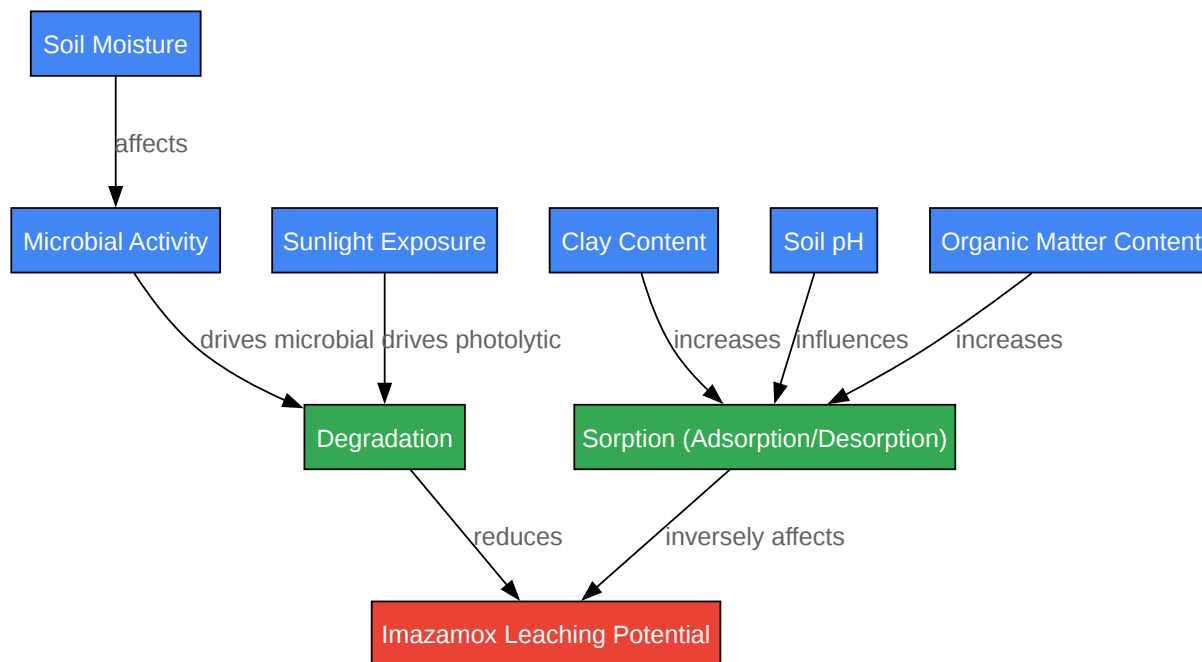 Soil Moisture
affects
Microbial Activity
Sunlight Exposure
Clay Content
Soil pH
Organic Matter Content
drives microbial
drives photolytic
increases
influences
increases
Degradation
Sorption (Adsorption/Desorption)
reduces
inversely affects
Imazamox Leaching Potential